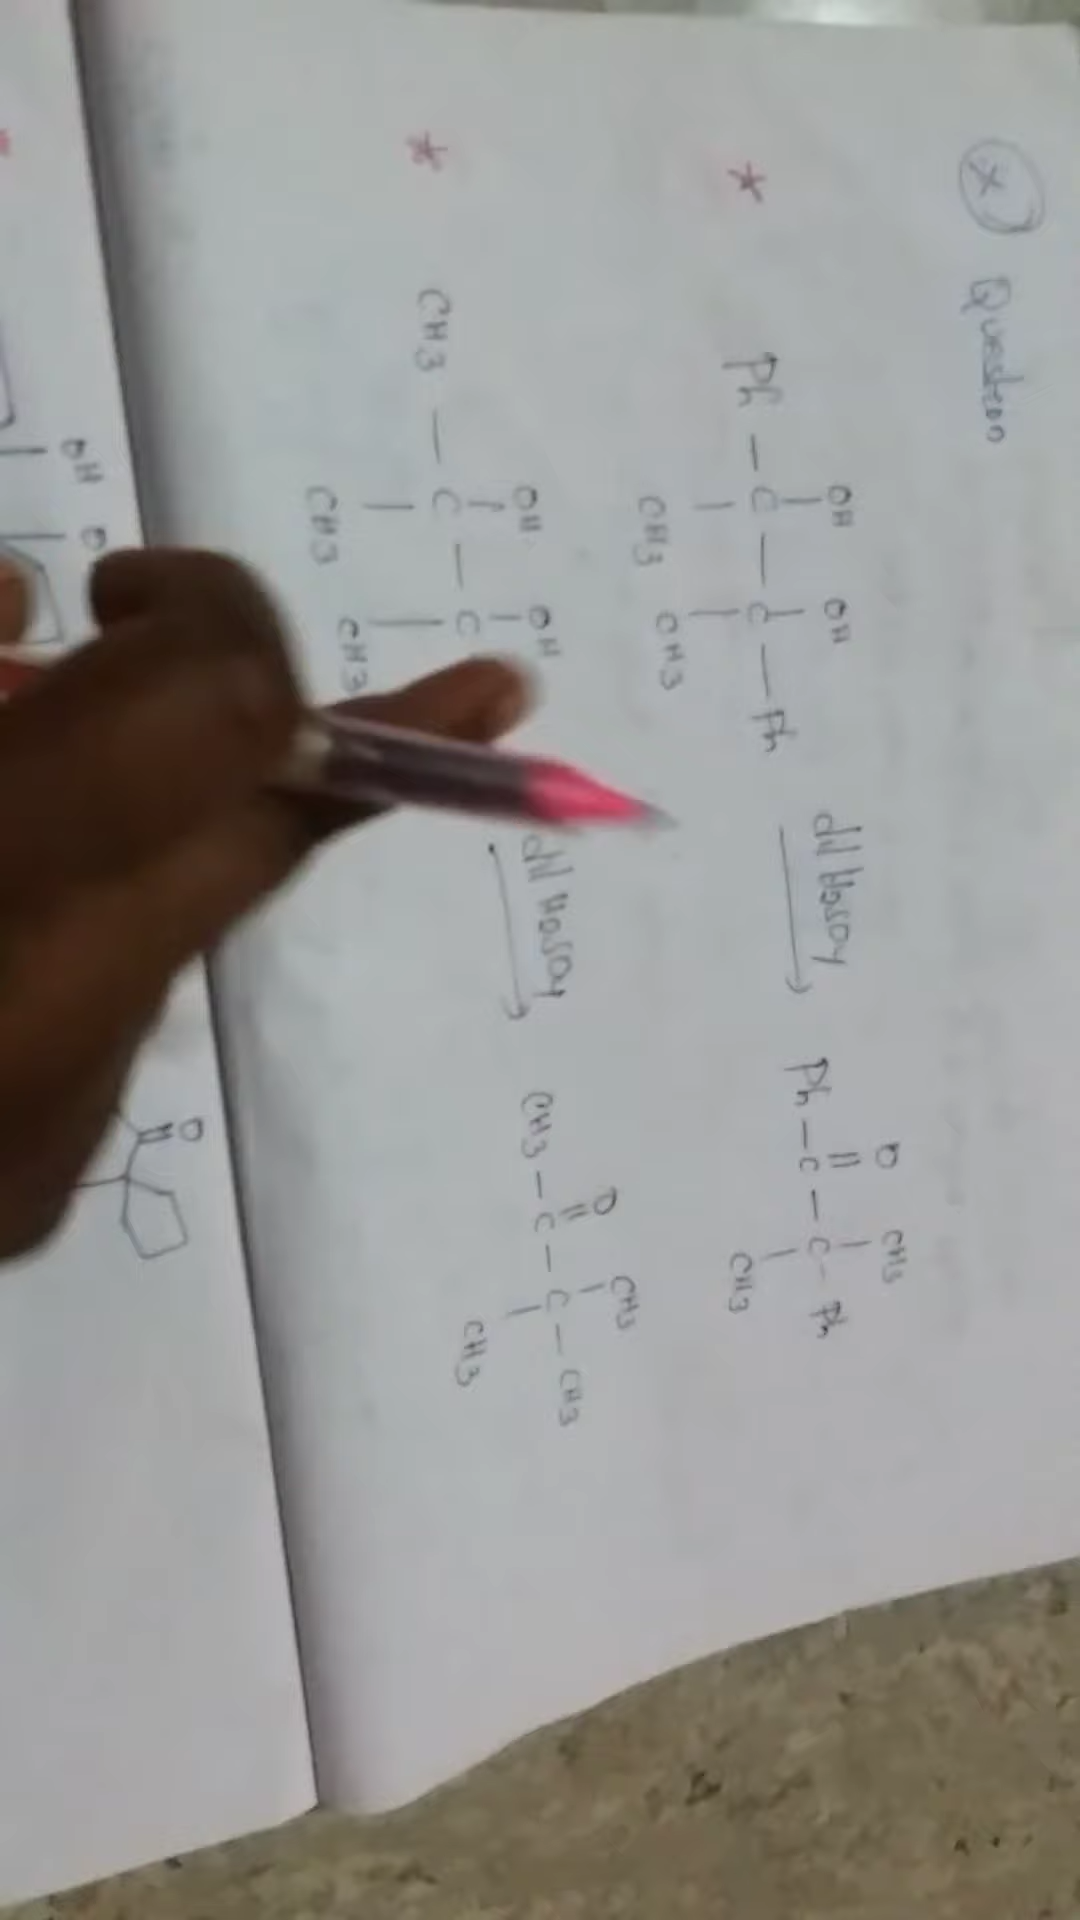 * Question
OH OH
* Ph — C — C — Ph dil H2SO4 Ph — C — C — Ph
CH3 CH3
O CH3
CH3
OH OH
* CH3 — C — C dil H2SO4 CH3 — C — C — CH3
CH3 CH3
O CH3
CH3
OH O
O